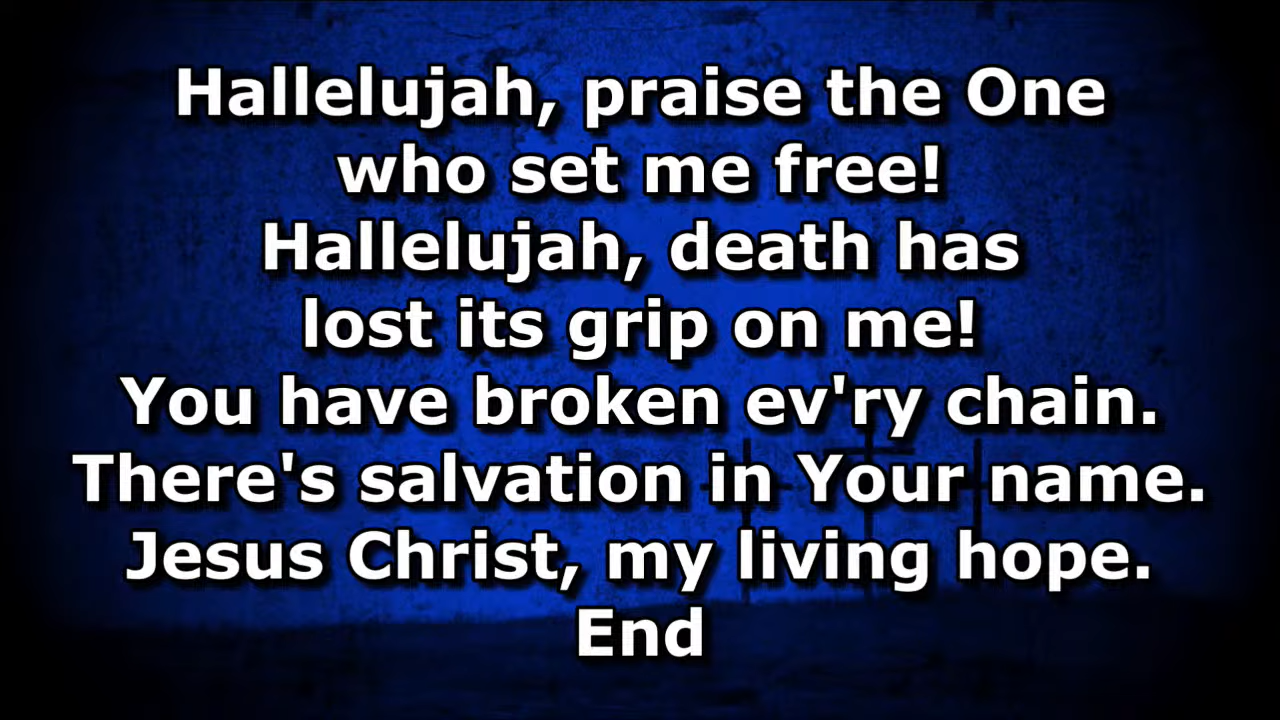 Hallelujah, praise the One
who set me free!
Hallelujah, death has
lost its grip on me!
You have broken ev'ry chain.
There's salvation in Your name.
Jesus Christ, my living hope.
End